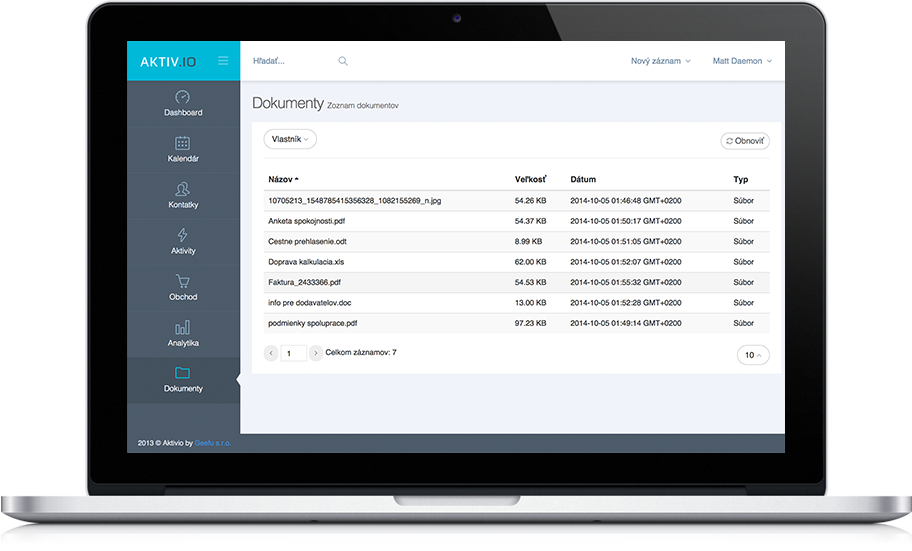 AKTIV.IO
Hľadať...
Nový záznam
Matt Daemon
Dashboard
Kalendár
Kontakty
Aktivity
Obchod
Analytika
Dokumenty
2013 © Aktivio by Geefu s.r.o.
Dokumenty Zoznam dokumentov
Vlastník
Obnoviť
Názov Veľkosť Dátum Typ
10705213_1548785415356328_1082155269_n.jpg 54.26 KB 2014-10-05 01:46:48 GMT+0200 Súbor
Anketa spokojnosti.pdf 54.37 KB 2014-10-05 01:50:17 GMT+0200 Súbor
Cestne prehlasenie.odt 8.99 KB 2014-10-05 01:51:05 GMT+0200 Súbor
Doprava kalkulacia.xls 62.00 KB 2014-10-05 01:52:07 GMT+0200 Súbor
Faktura_2433366.pdf 54.53 KB 2014-10-05 01:55:32 GMT+0200 Súbor
info pre dodavatelov.doc 13.00 KB 2014-10-05 01:52:28 GMT+0200 Súbor
podmienky spoluprace.pdf 97.23 KB 2014-10-05 01:49:14 GMT+0200 Súbor
1 Celkom záznamov: 7
10